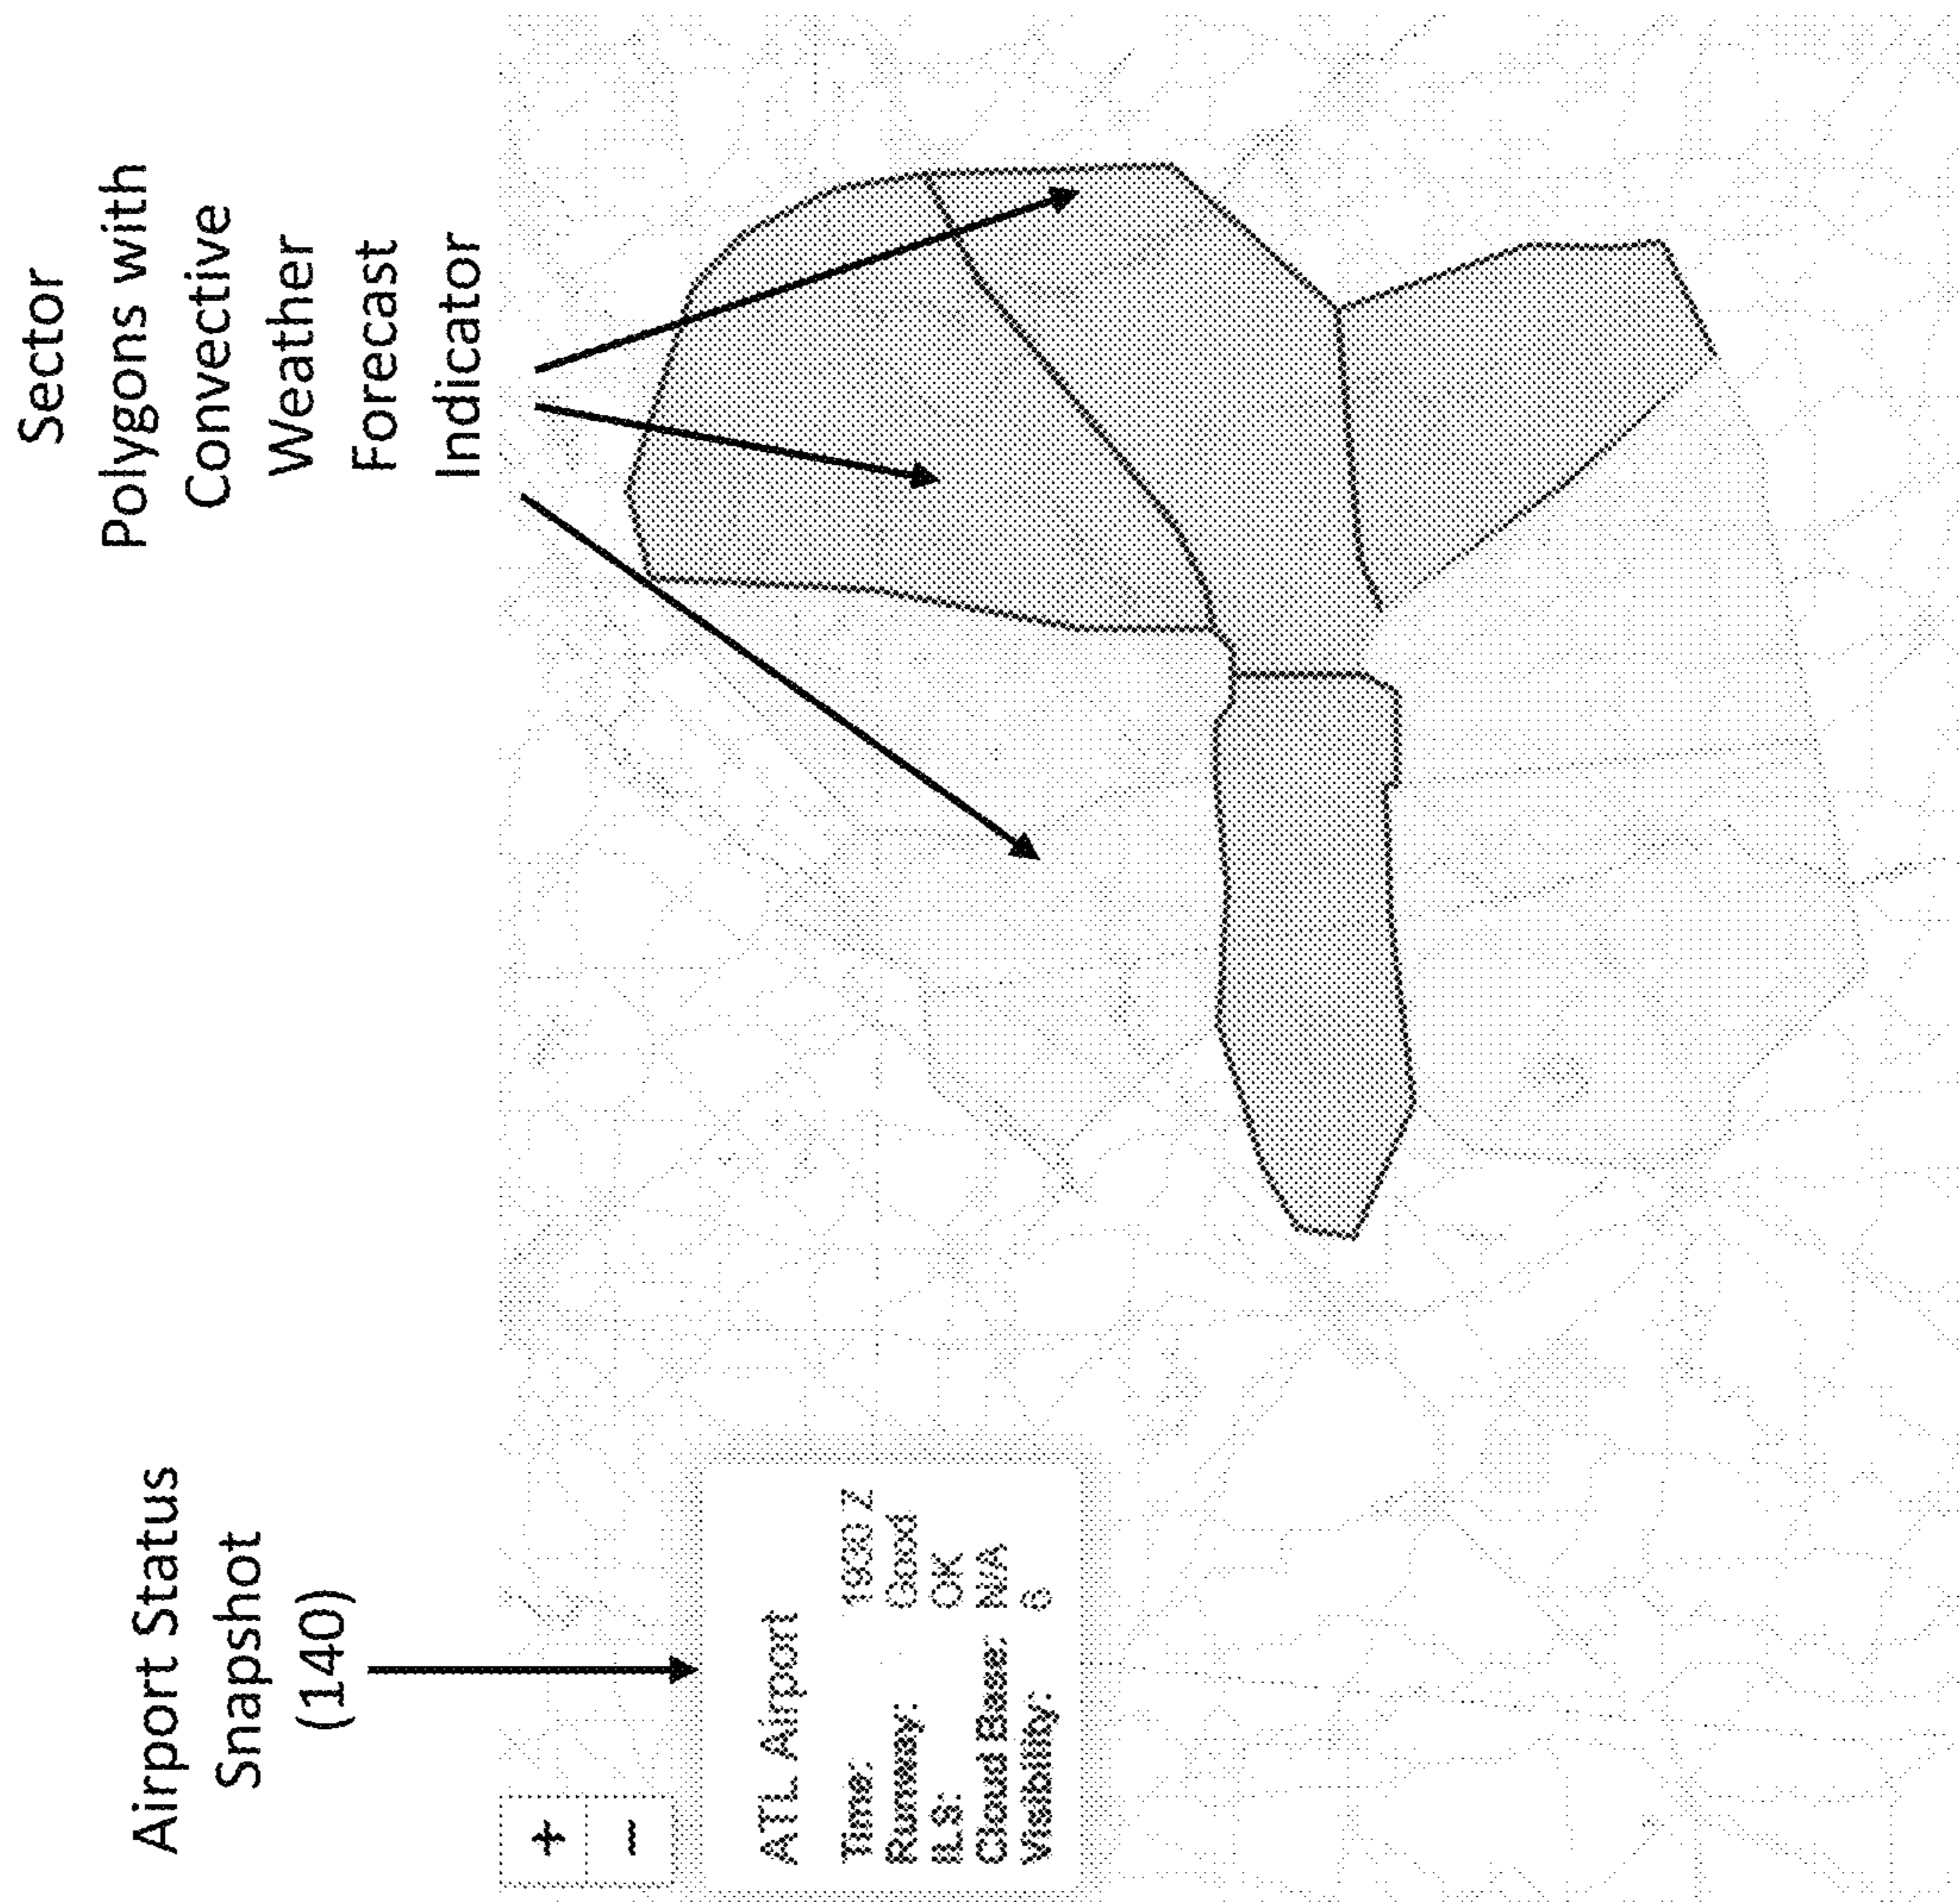 Airport Status
Snapshot
(140)
Sector
Polygons with
Convective
Weather
Forecast
Indicator
+
−
ATL Airport
Time: 1930 Z
Runway: Good
ILS: OK
Cloud Base: N/A
Visibility: 6